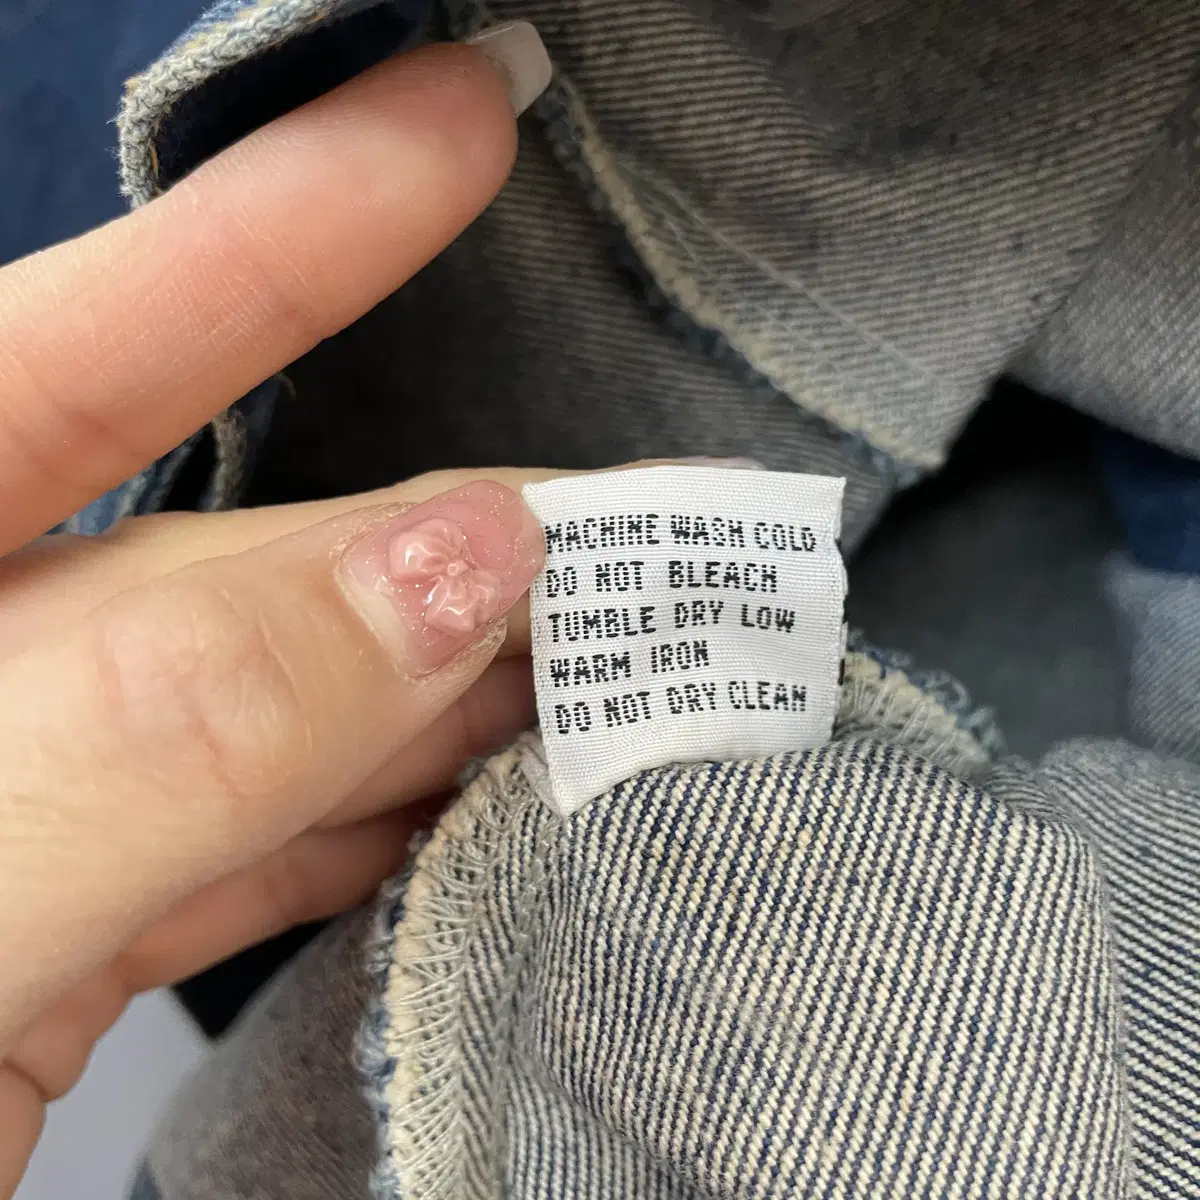 MACHINE WASH COLD
DO NOT BLEACH
TUMBLE DRY LOW
WARM IRON
DO NOT DRY CLEAN